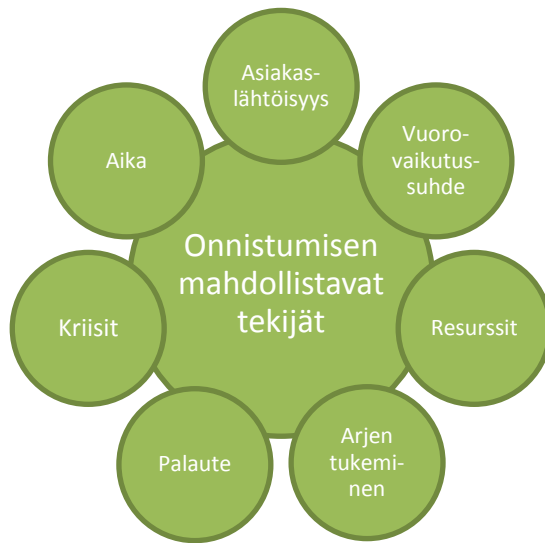 Asiakas-
lähtöisyys
Vuoro-
vaikutus-
suhde
Resurssit
Arjen
tukemi-
nen
Palaute
Kriisit
Aika
Onnistumisen
mahdollistavat
tekijät